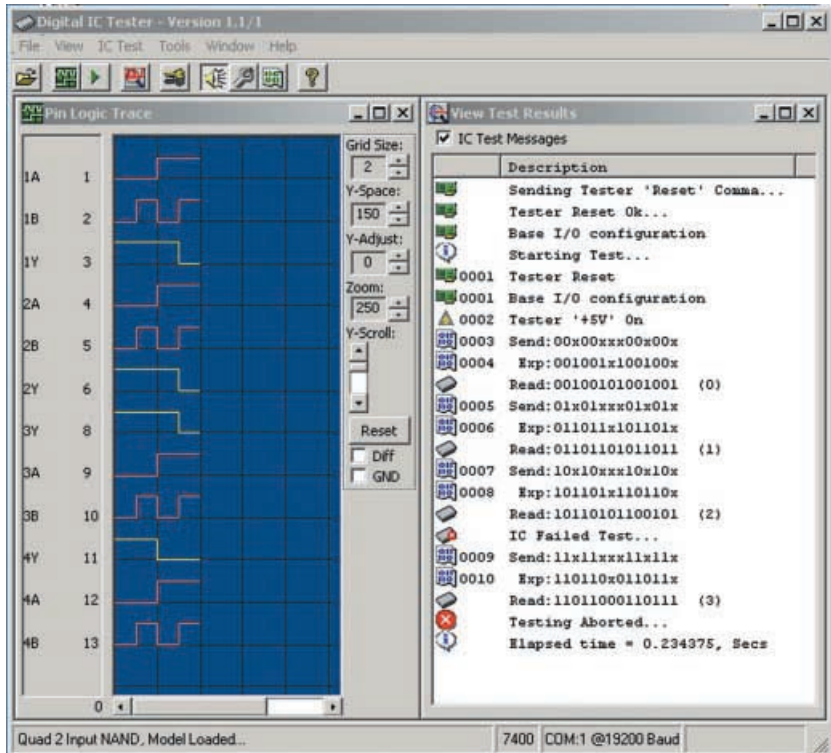 Digital IC Tester - Version 1.1/1
File View IC Test Tools Window Help
Pin Logic Trace
1A 1
1B 2
1Y 3
2A 4
2B 5
2Y 6
3Y 8
3A 9
3B 10
4Y 11
4A 12
4B 13
0
Grid Size:
2
Y-Space:
150
Y-Adjust:
0
Zoom:
250
Y-Scroll:
Reset
Diff
GND
View Test Results
IC Test Messages
Description
Sending Tester 'Reset' Comma...
Tester Reset Ok...
Base I/O configuration
Starting Test...
0001 Tester Reset
0001 Base I/O configuration
0002 Tester '+5V' On
0003 Send:00x00xxx00x00x
0004 Exp:001001x100100x
Read:00100101001001 (0)
0005 Send:01x01xxx01x01x
0006 Exp:011011x101101x
Read:01101101011011 (1)
0007 Send:10x10xxx10x10x
0008 Exp:101101x110110x
Read:10110101100101 (2)
IC Failed Test...
0009 Send:11x11xxx11x11x
0010 Exp:110110x011011x
Read:11011000110111 (3)
Testing Aborted...
Elapsed time = 0.234375, Secs
Quad 2 Input NAND, Model Loaded...
7400 COM:1 @19200 Baud